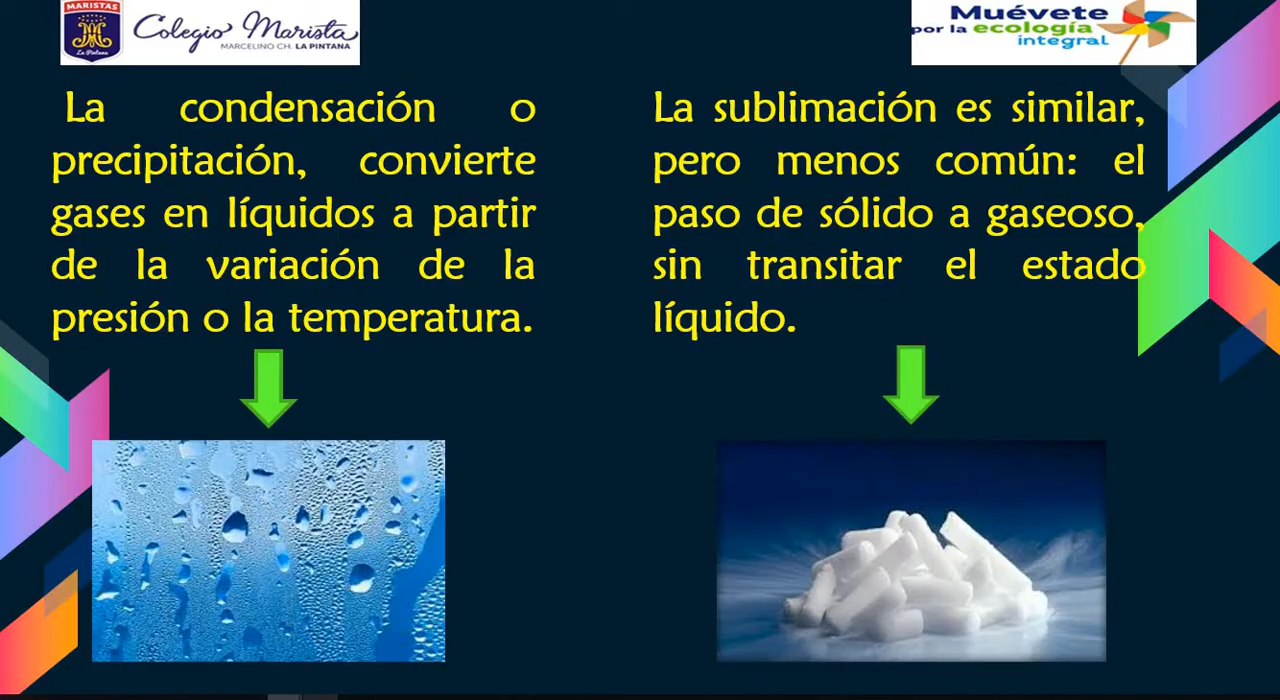 MARISTAS
La Pintana
Colegio Marista
MARCELINO CH. LA PINTANA
Muévete
por la ecología
integral
La condensación o
precipitación, convierte
gases en líquidos a partir
de la variación de la
presión o la temperatura.
La sublimación es similar,
pero menos común: el
paso de sólido a gaseoso,
sin transitar el estado
líquido.